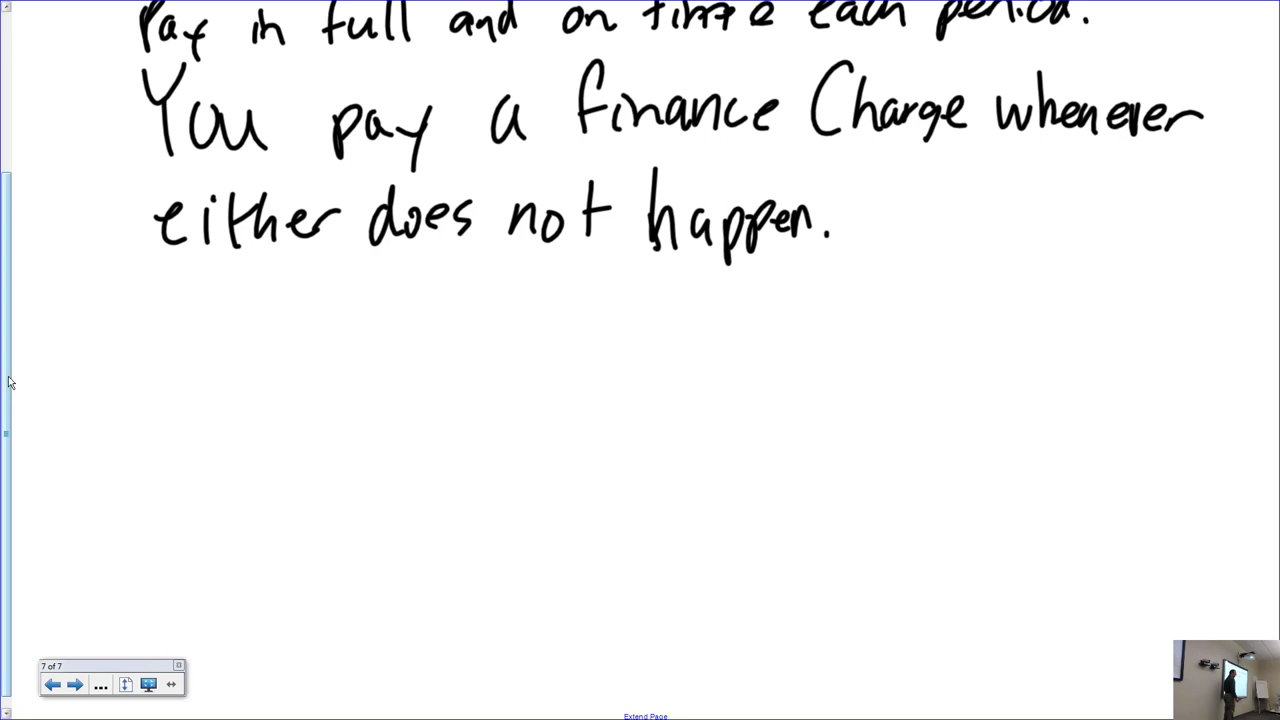 Pay in full and on time each period.
You pay a finance Charge whenever
either does not happen.
7 of 7
...
Extend Page